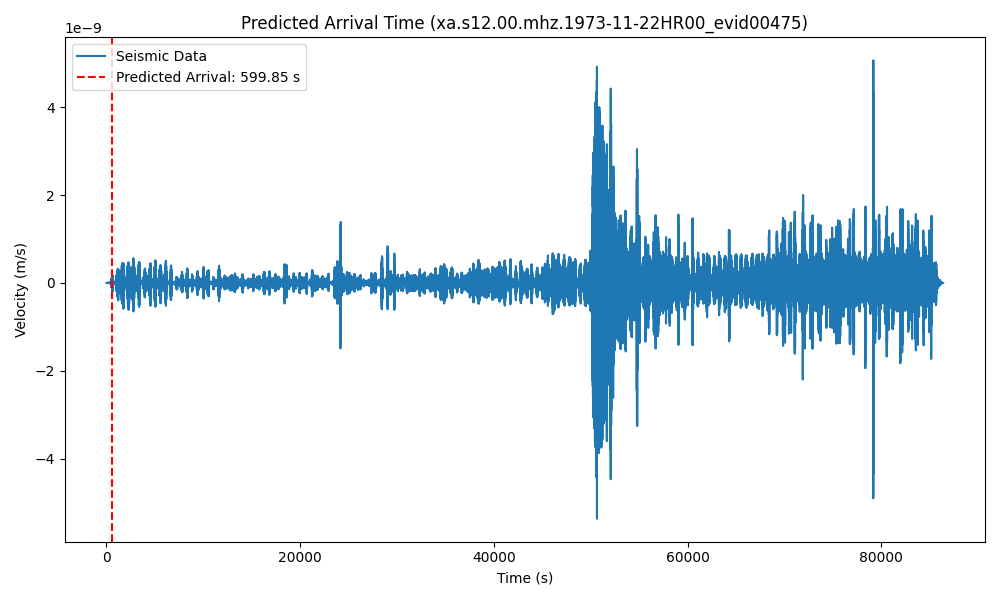 Predicted Arrival Time (xa.s12.00.mhz.1973-11-22HR00_evid00475)
1e−9
Seismic Data
Predicted Arrival: 599.85 s
4
2
0
−2
−4
Velocity (m/s)
0 20000 40000 60000 80000
Time (s)